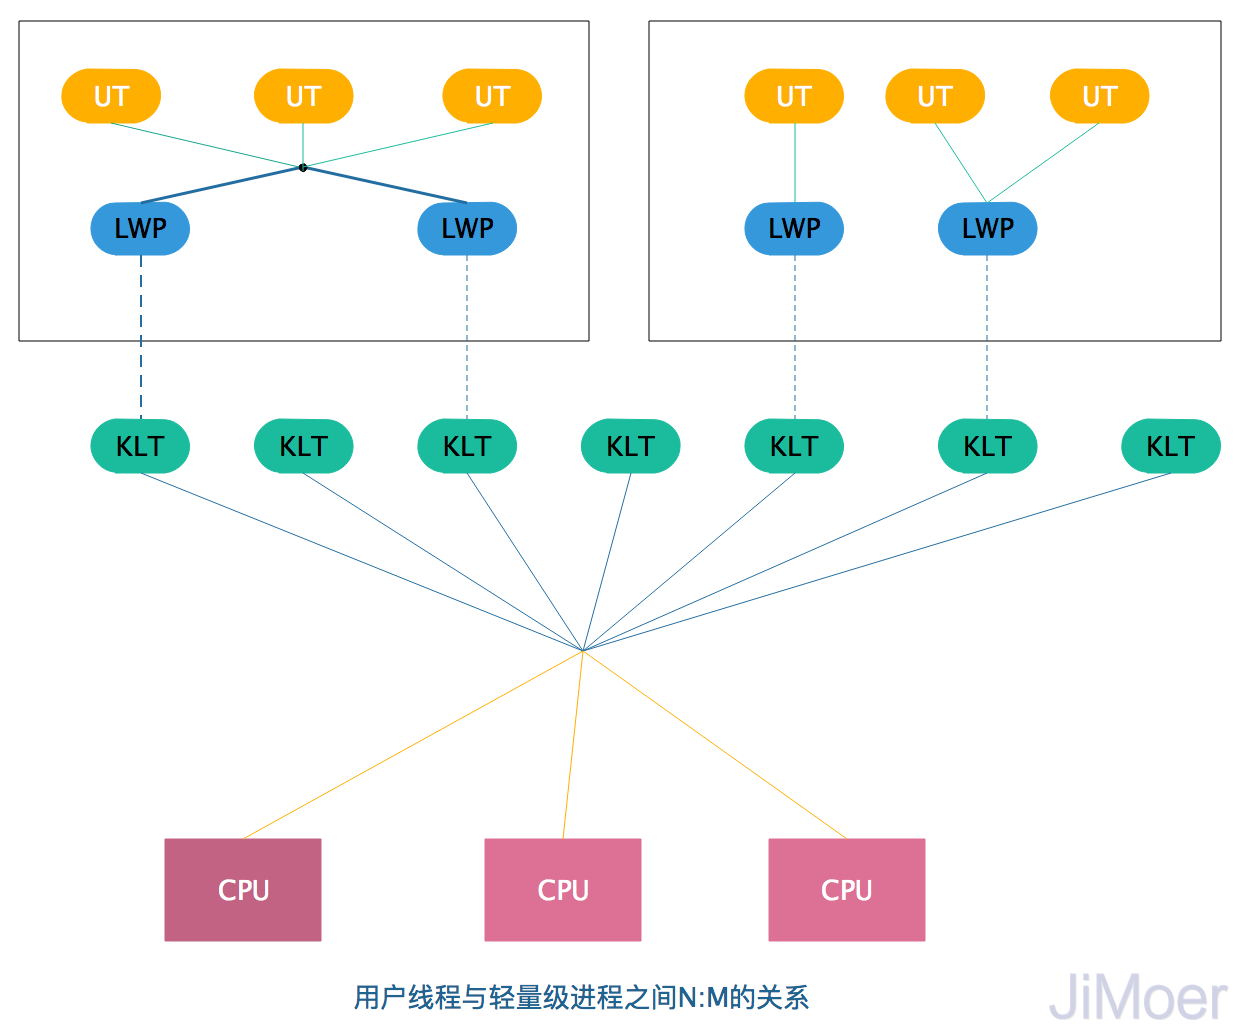 UT UT UT UT UT UT
LWP LWP LWP LWP
KLT KLT KLT KLT KLT KLT KLT
CPU CPU CPU
用户线程与轻量级进程之间N:M的关系
JiMoer